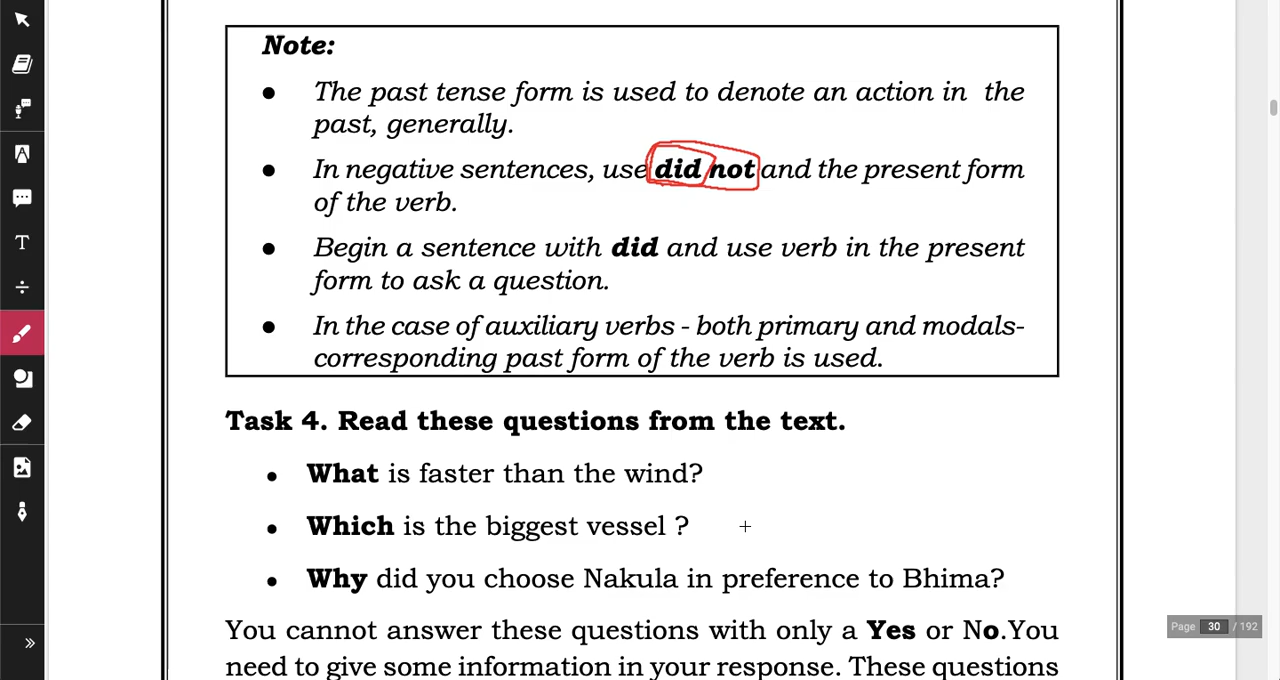 Note:
● The past tense form is used to denote an action in the
past, generally.
● In negative sentences, use did not and the present form
of the verb.
● Begin a sentence with did and use verb in the present
form to ask a question.
● In the case of auxiliary verbs - both primary and modals-
corresponding past form of the verb is used.
Task 4. Read these questions from the text.
● What is faster than the wind?
● Which is the biggest vessel ?
● Why did you choose Nakula in preference to Bhima?
You cannot answer these questions with only a Yes or No.You
need to give some information in your response. These questions
Page 30 / 192